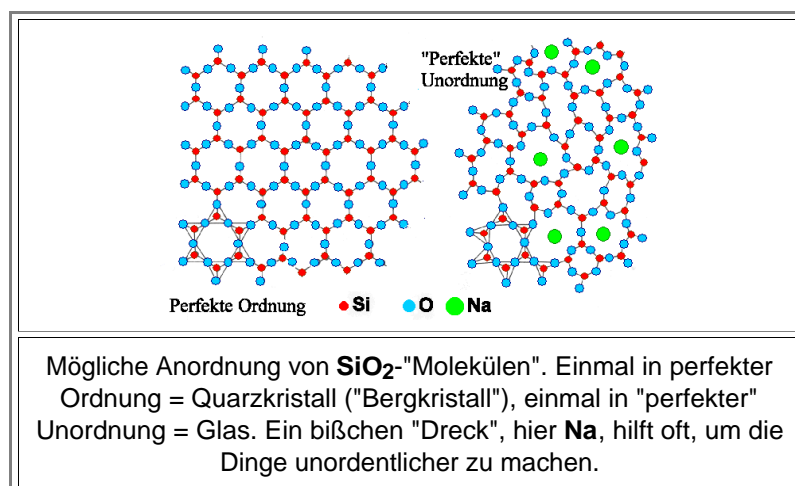 "Perfekte"
Unordnung
Perfekte Ordnung
Si
O
Na
Mögliche Anordnung von SiO2-"Molekülen". Einmal in perfekter
Ordnung = Quarzkristall ("Bergkristall"), einmal in "perfekter"
Unordnung = Glas. Ein bißchen "Dreck", hier Na, hilft oft, um die
Dinge unordentlicher zu machen.